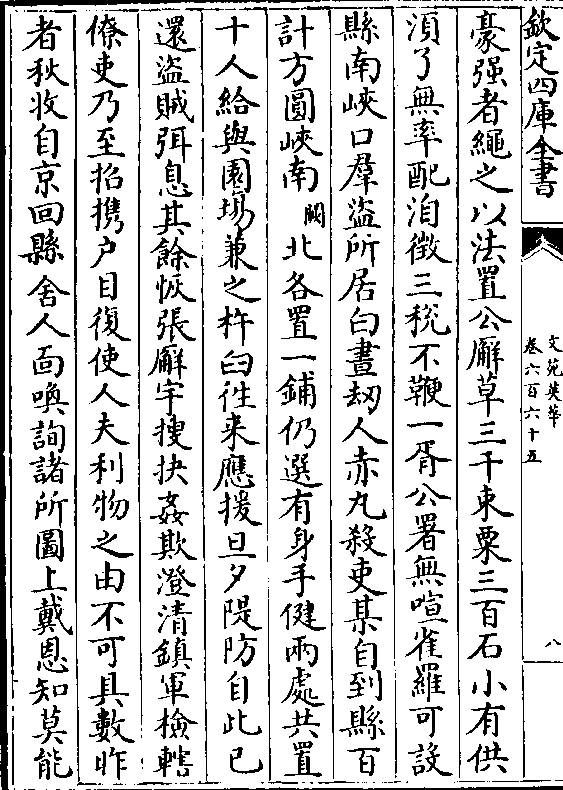 欽定四庫全書
文苑英華
卷六百六十五
八
豪强者繩之以法置公廨草三千束粟三百石小有供
湏了無率配洎徵三稅不鞭一胥公署無喧雀羅可設
縣南峽口羣盗所居白晝刼人赤丸殺吏某自到縣百
計方圓峽南闕北各置一鋪仍選有身手健兩處共置
十人給與園塲兼之杵臼徃来應援旦夕隄防自此已
還盗賊弭息其餘恢張廨宇搜抉姦欺澄清鎮軍檢轄
僚吏乃至招携户目復使人夫利物之由不可具數昨
者秋收自京回縣舍人面喚詢諸所圖上戴恩知莫能